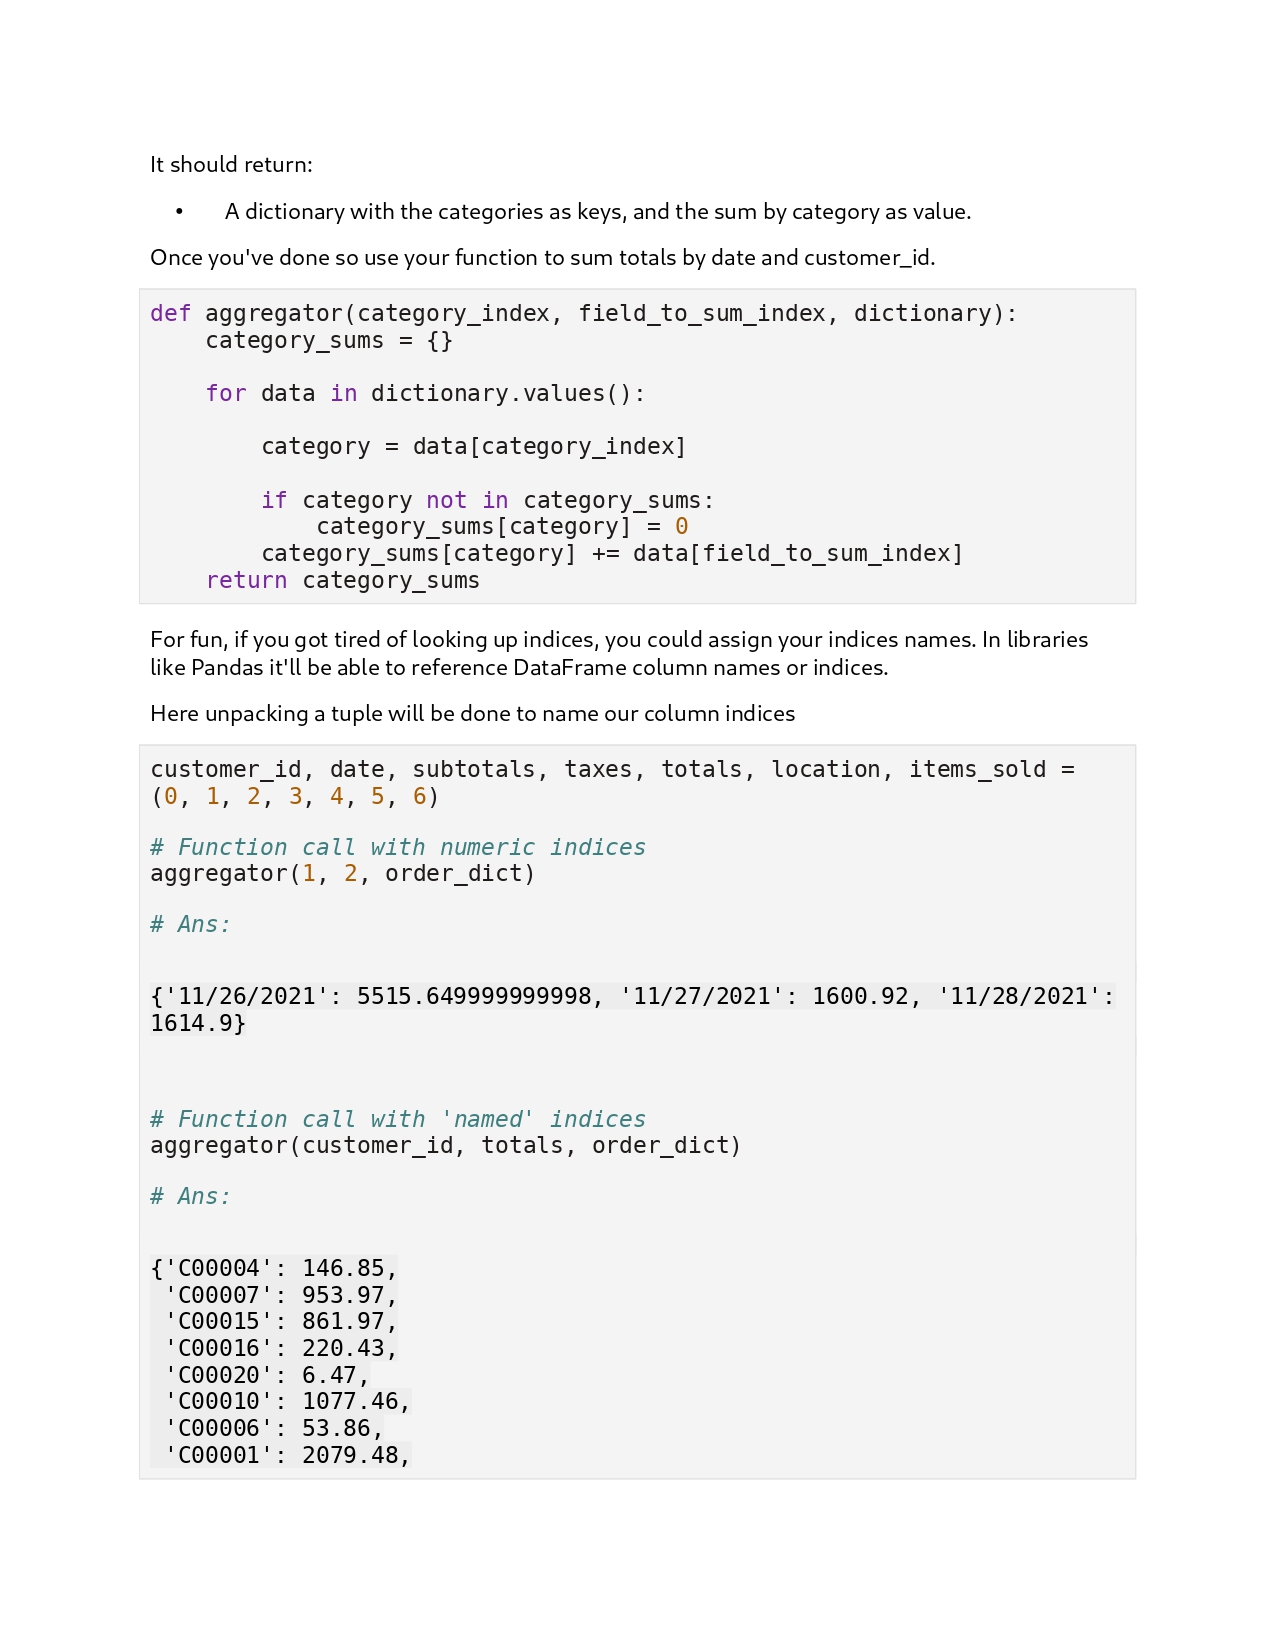 It should return:
• A dictionary with the categories as keys, and the sum by category as value.
Once you've done so use your function to sum totals by date and customer_id.
def aggregator(category_index, field_to_sum_index, dictionary):
    category_sums = {}
    for data in dictionary.values():
        category = data[category_index]
        if category not in category_sums:
            category_sums[category] = 0
        category_sums[category] += data[field_to_sum_index]
    return category_sums
For fun, if you got tired of looking up indices, you could assign your indices names. In libraries
like Pandas it'll be able to reference DataFrame column names or indices.
Here unpacking a tuple will be done to name our column indices
customer_id, date, subtotals, taxes, totals, location, items_sold =
(0, 1, 2, 3, 4, 5, 6)
# Function call with numeric indices
aggregator(1, 2, order_dict)
# Ans:
{'11/26/2021': 5515.649999999998, '11/27/2021': 1600.92, '11/28/2021':
1614.9}
# Function call with 'named' indices
aggregator(customer_id, totals, order_dict)
# Ans:
{'C00004': 146.85,
 'C00007': 953.97,
 'C00015': 861.97,
 'C00016': 220.43,
 'C00020': 6.47,
 'C00010': 1077.46,
 'C00006': 53.86,
 'C00001': 2079.48,